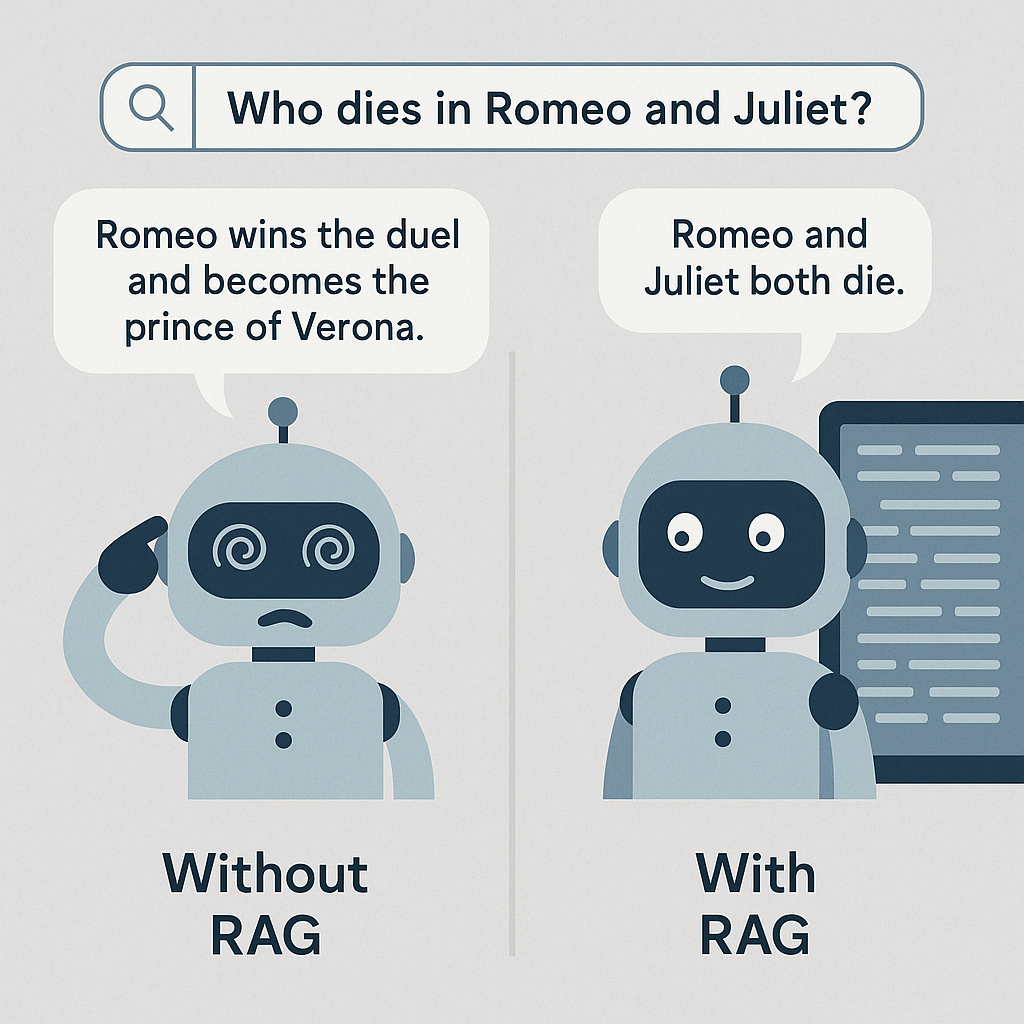 Who dies in Romeo and Juliet?
Romeo wins the duel
and becomes the
prince of Verona.
Romeo and
Juliet both die.
Without
RAG
With
RAG